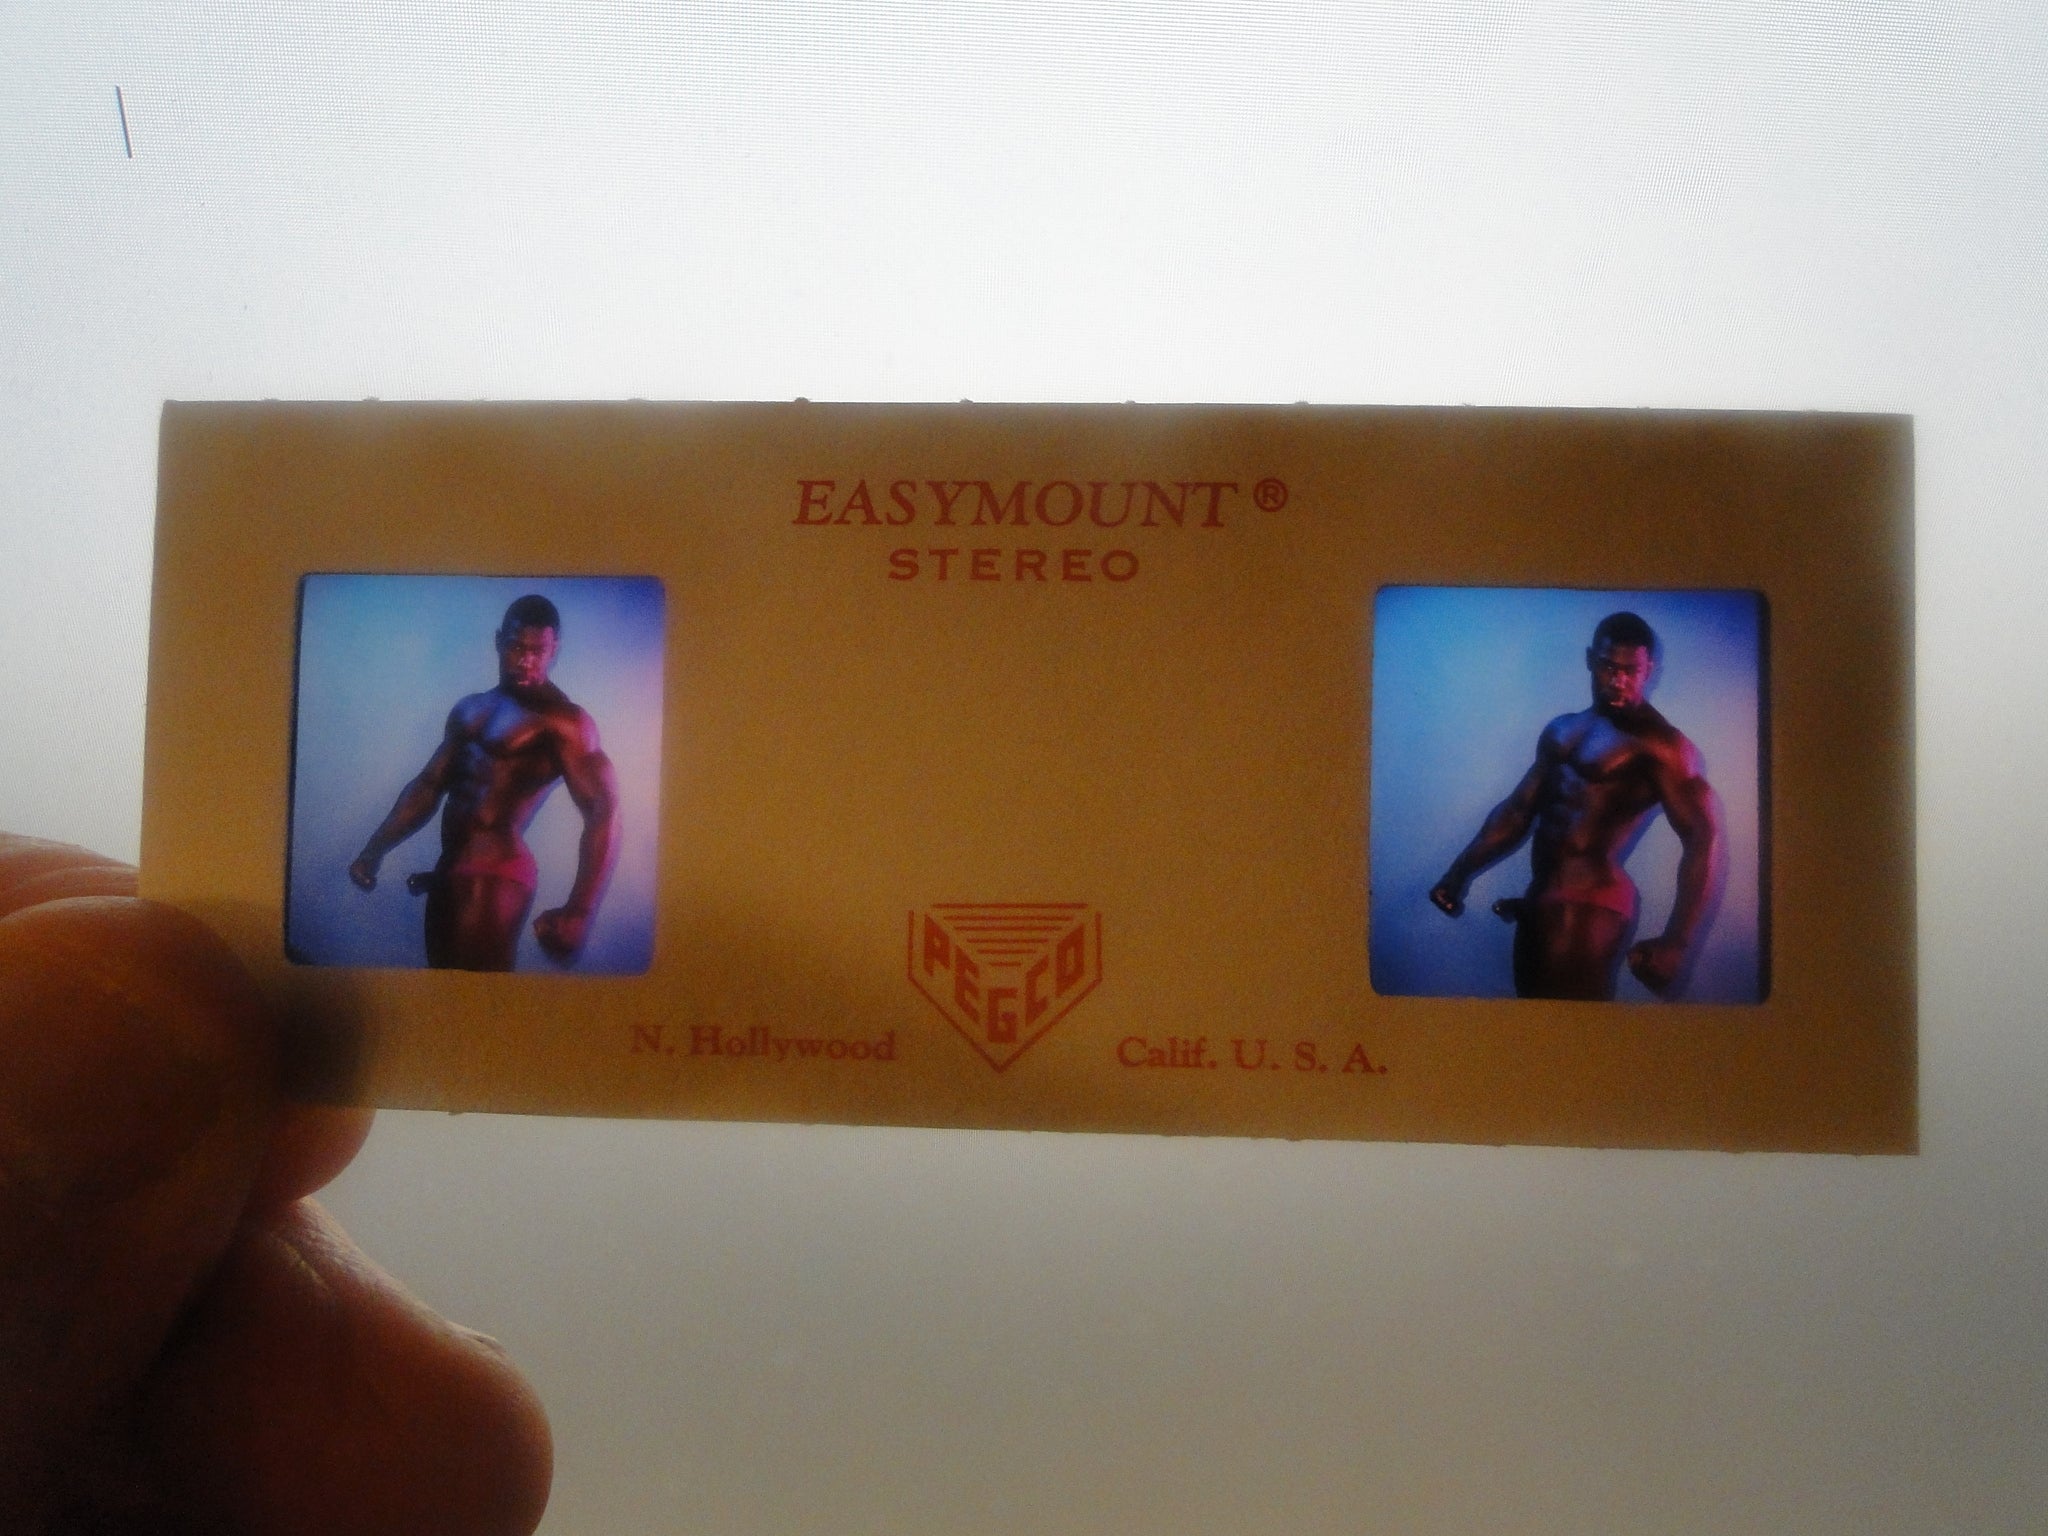 EASYMOUNT ®
STEREO
PEGCO
N. Hollywood Calif. U. S. A.